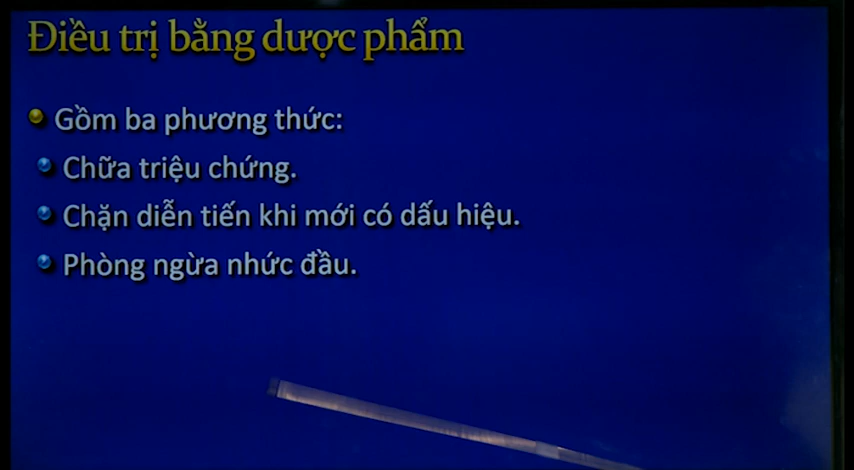 Điều trị bằng dược phẩm
Gồm ba phương thức:
Chữa triệu chứng.
Chặn diễn tiến khi mới có dấu hiệu.
Phòng ngừa nhức đầu.